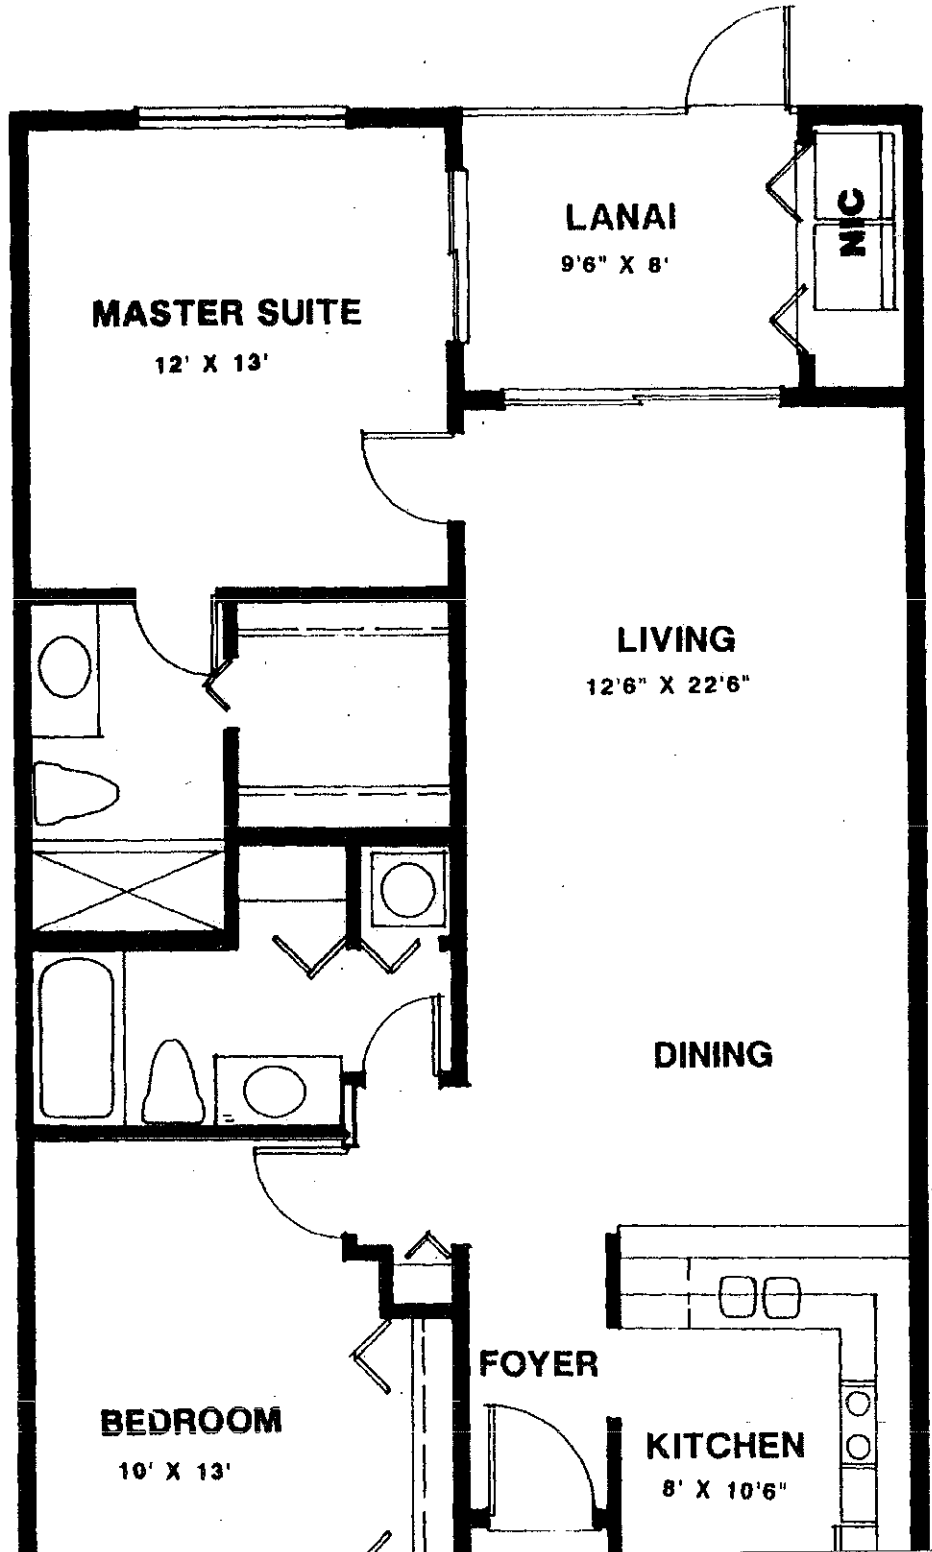 LANAI
9'6" X 8'
NIC
MASTER SUITE
12' X 13'
LIVING
12'6" X 22'6"
DINING
FOYER
BEDROOM
10' X 13'
KITCHEN
8' X 10'6"